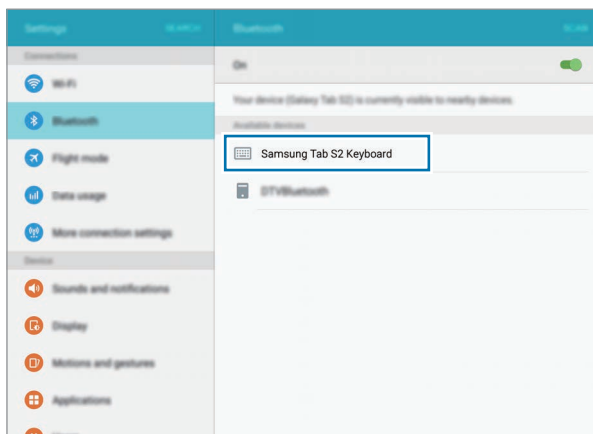 Settings
SEARCH
Bluetooth
SCAN
Connections
On
Wi-Fi
Your device (Galaxy Tab S2) is currently visible to nearby devices.
Bluetooth
Available devices
Samsung Tab S2 Keyboard
Flight mode
DTVBluetooth
Data usage
More connection settings
Device
Sounds and notifications
Display
Motions and gestures
Applications